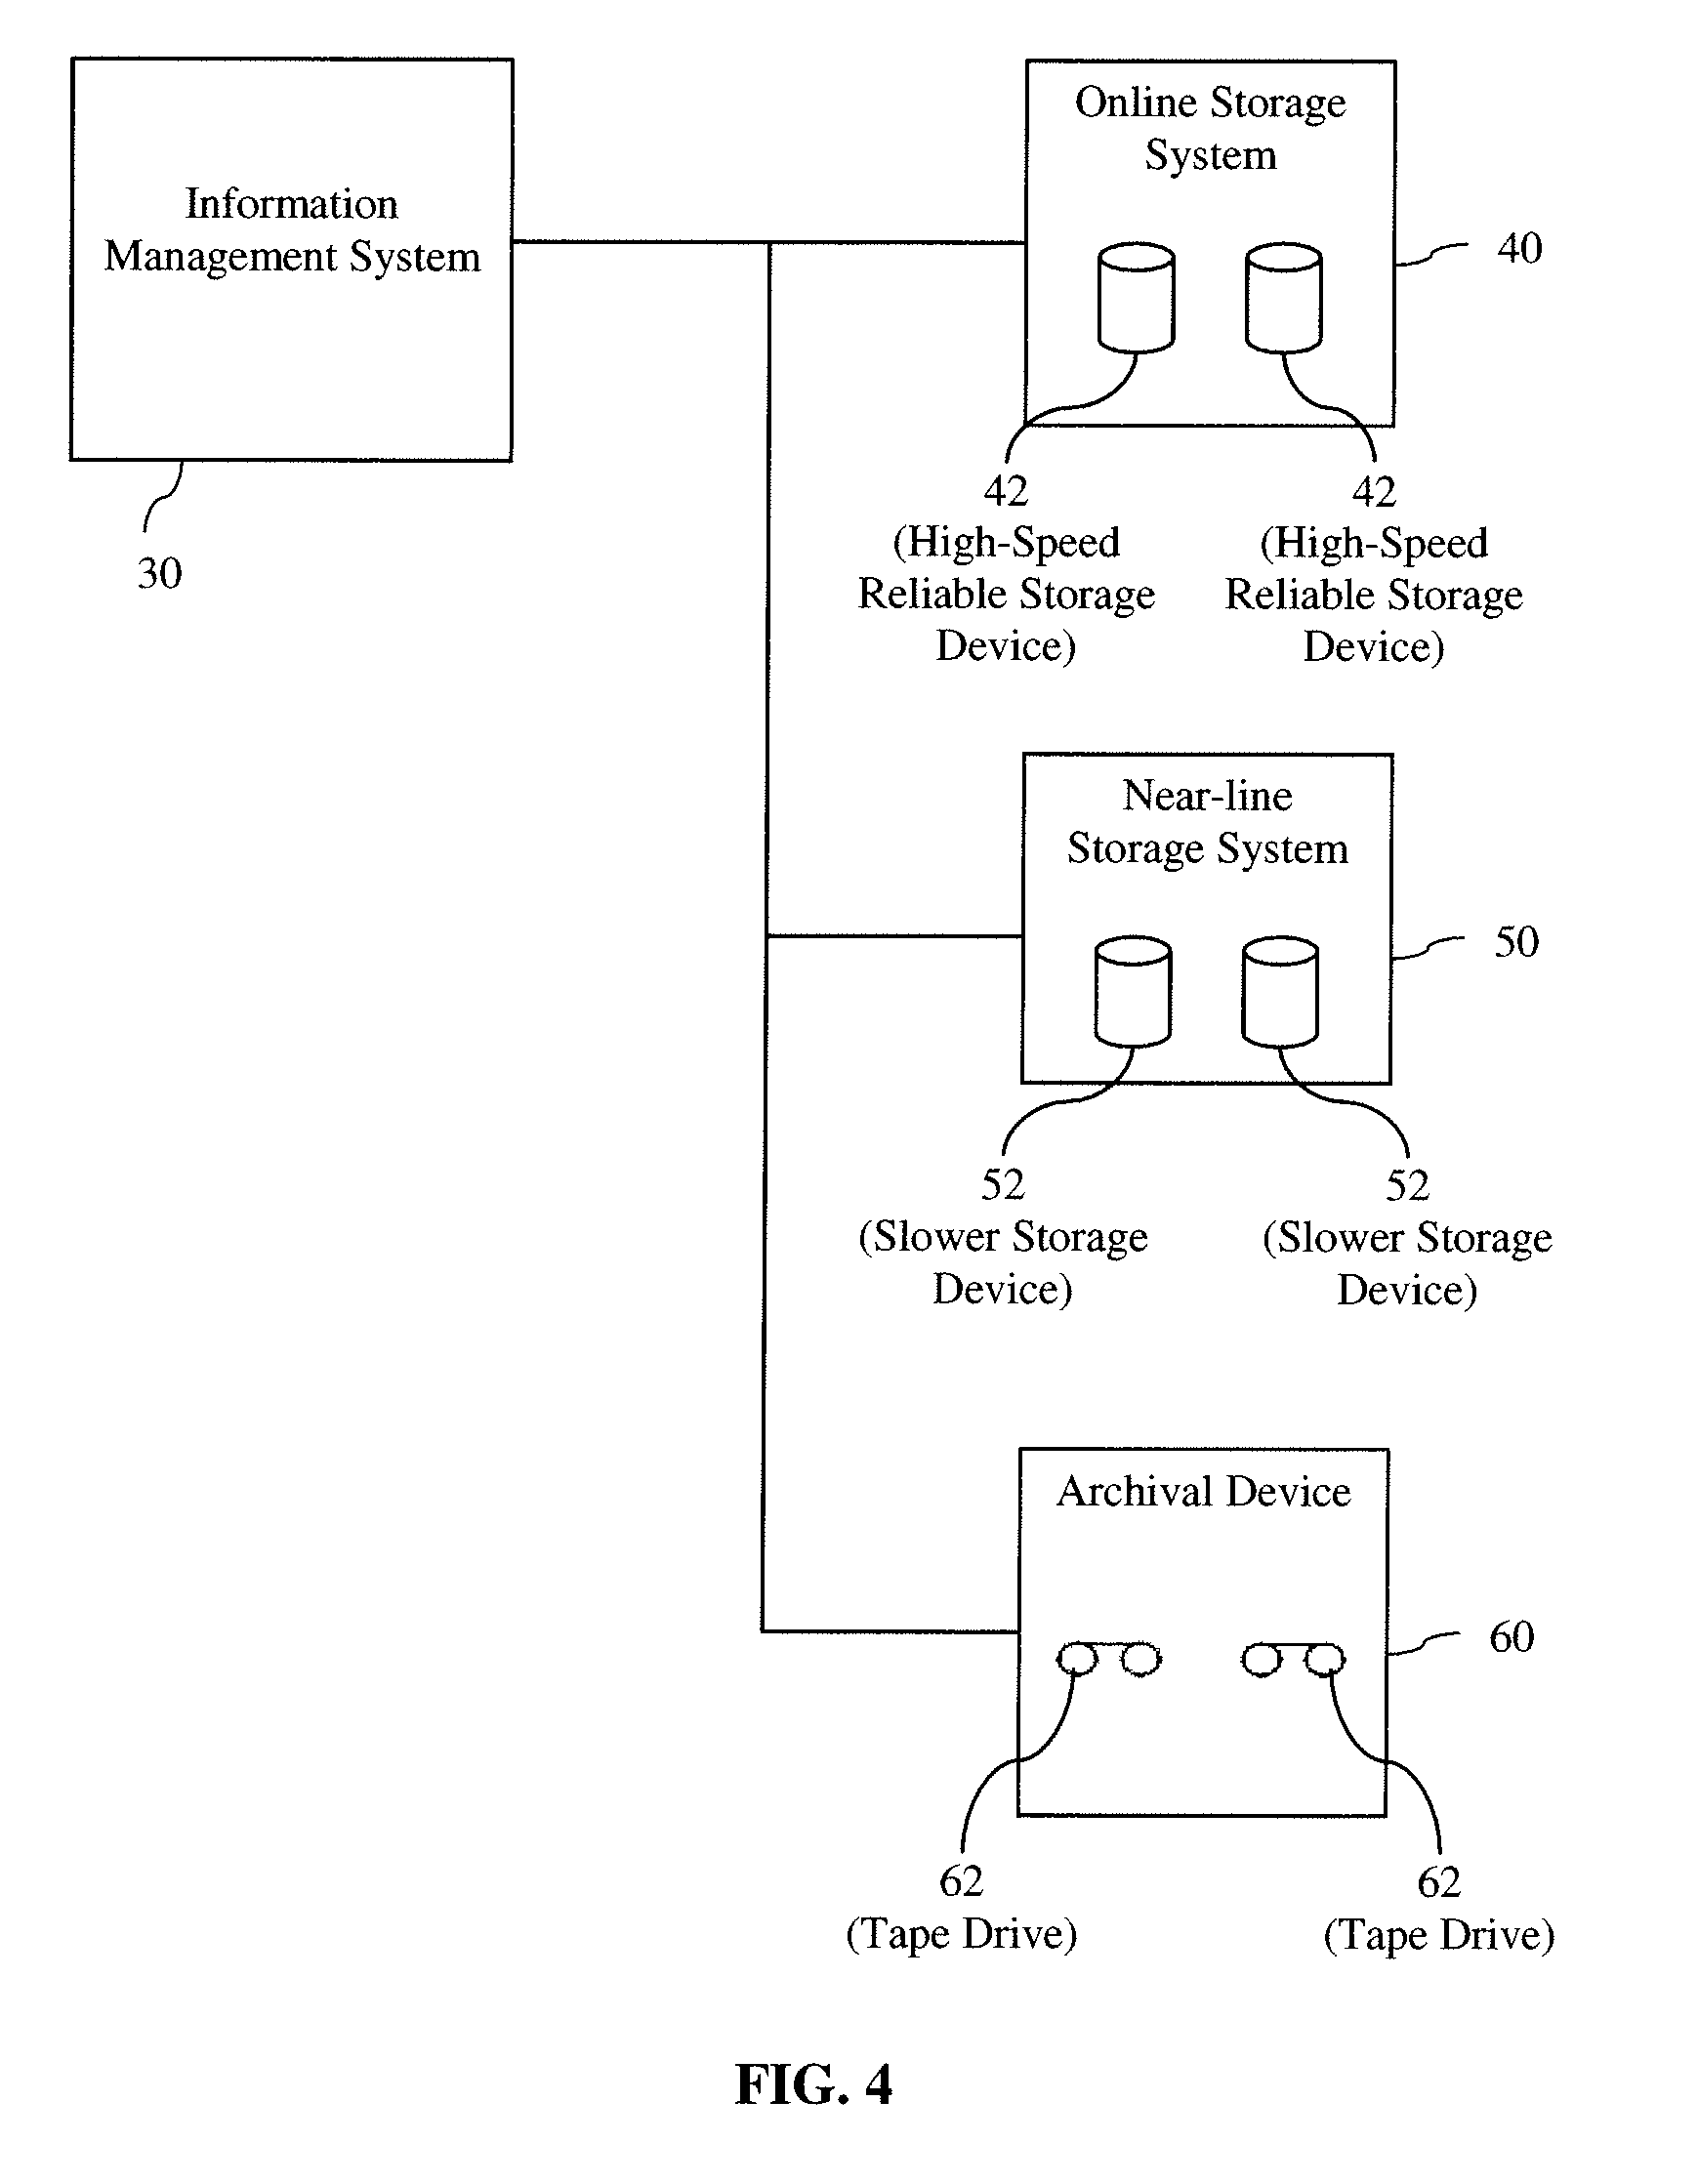 Information
Management System
30
Online Storage
System
40
42
(High-Speed
Reliable Storage
Device)
42
(High-Speed
Reliable Storage
Device)
Near-line
Storage System
50
52
(Slower Storage
Device)
52
(Slower Storage
Device)
Archival Device
60
62
(Tape Drive)
62
(Tape Drive)
FIG. 4